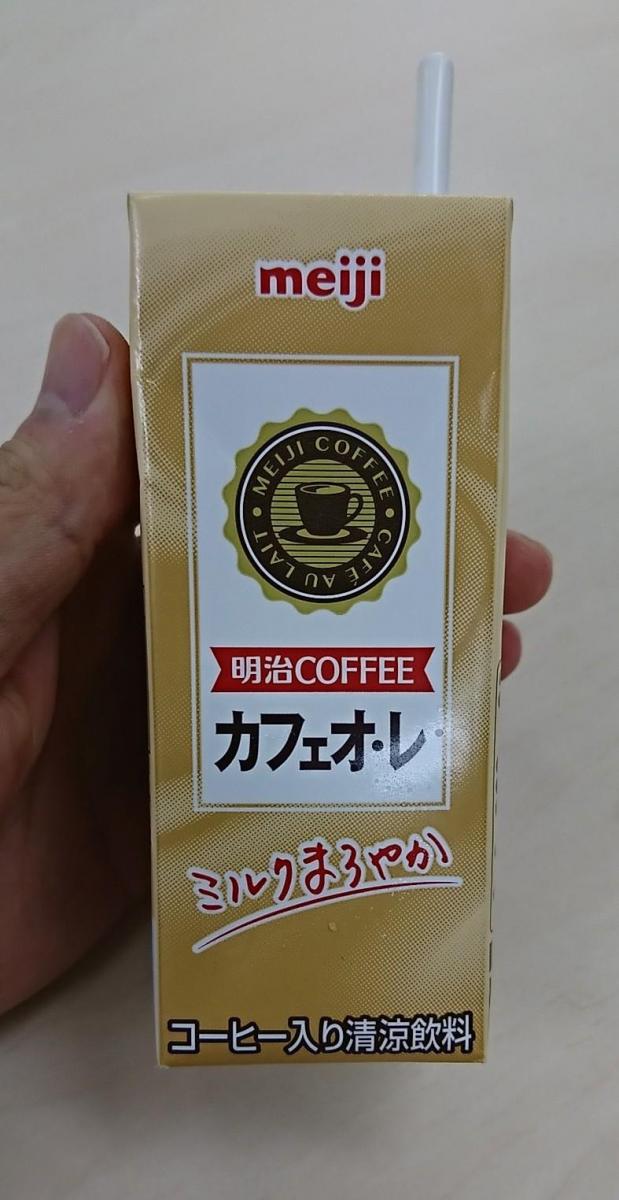 meiji
MEIJI COFFEE
CAFÉ AU LAIT
明治COFFEE
カフェオ・レ
ミルクまろやか
コーヒー入り清涼飲料